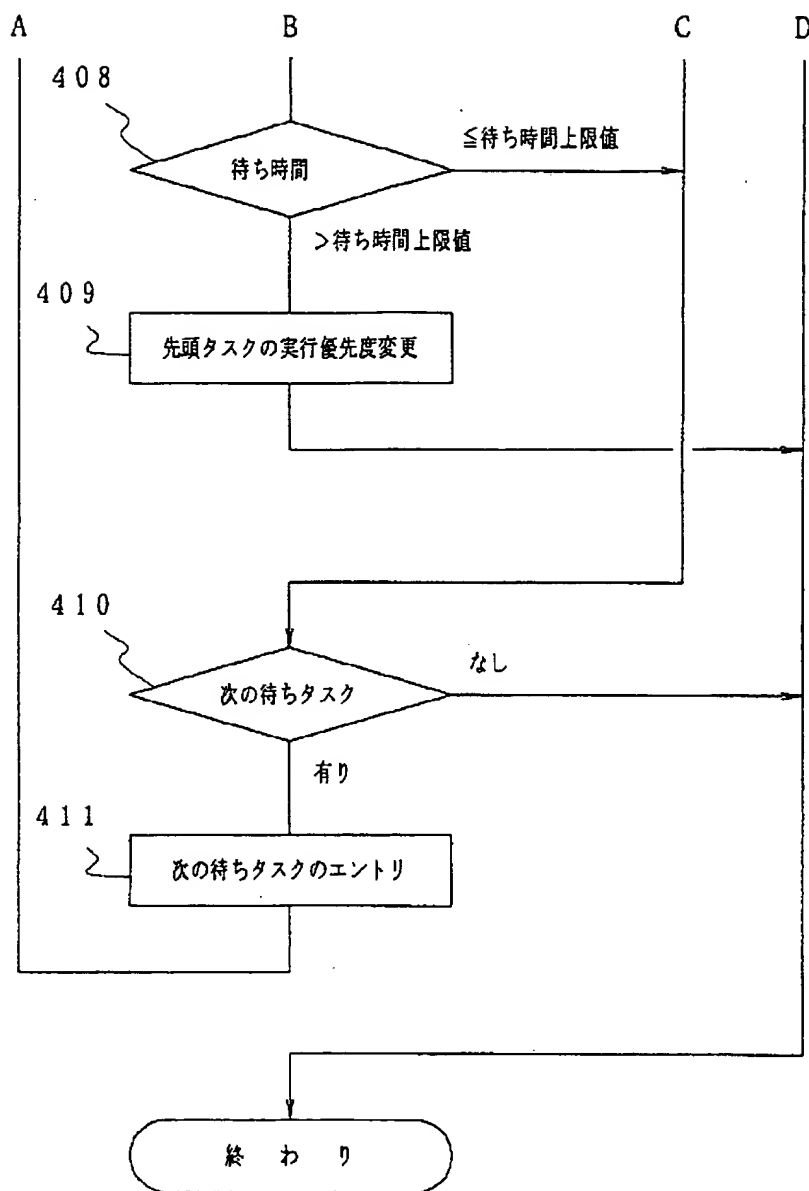 A B C D
408
待ち時間
≦待ち時間上限値
>待ち時間上限値
409
先頭タスクの実行優先度変更
410
次の待ちタスク
なし
有り
411
次の待ちタスクのエントリ
終わり